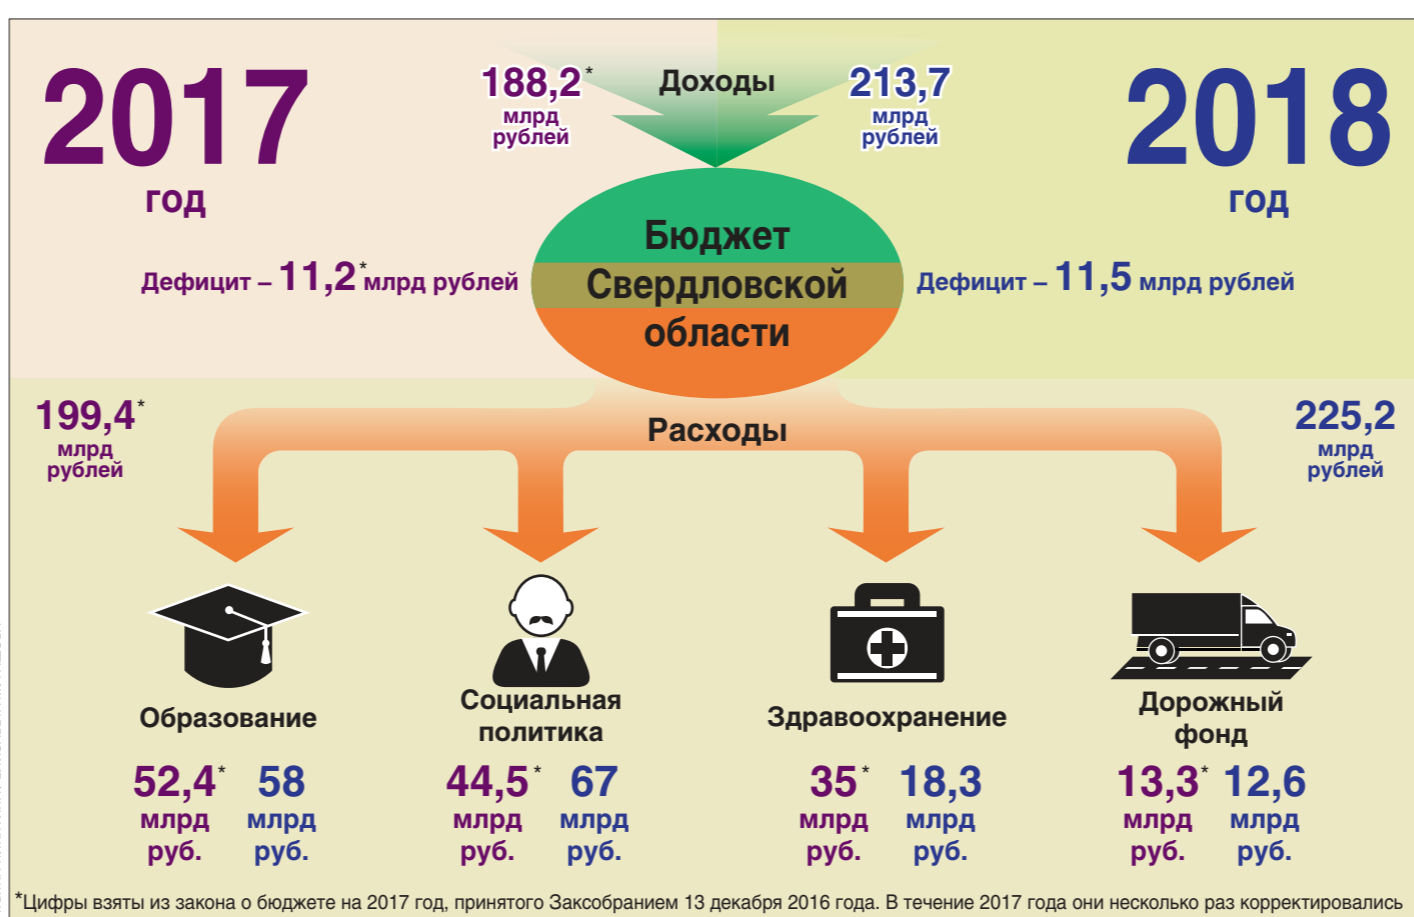 2017
год
188,2*
млрд
рублей
Доходы
213,7
млрд
рублей
2018
год
Дефицит – 11,2* млрд рублей
Бюджет
Свердловской
области
Дефицит – 11,5 млрд рублей
199,4*
млрд
рублей
Расходы
225,2
млрд
рублей
Образование
52,4* 58
млрд млрд
руб. руб.
Социальная
политика
44,5* 67
млрд млрд
руб. руб.
Здравоохранение
35* 18,3
млрд млрд
руб. руб.
Дорожный
фонд
13,3* 12,6
млрд млрд
руб. руб.
*Цифры взяты из закона о бюджете на 2017 год, принятого Заксобранием 13 декабря 2016 года. В течение 2017 года они несколько раз корректировались